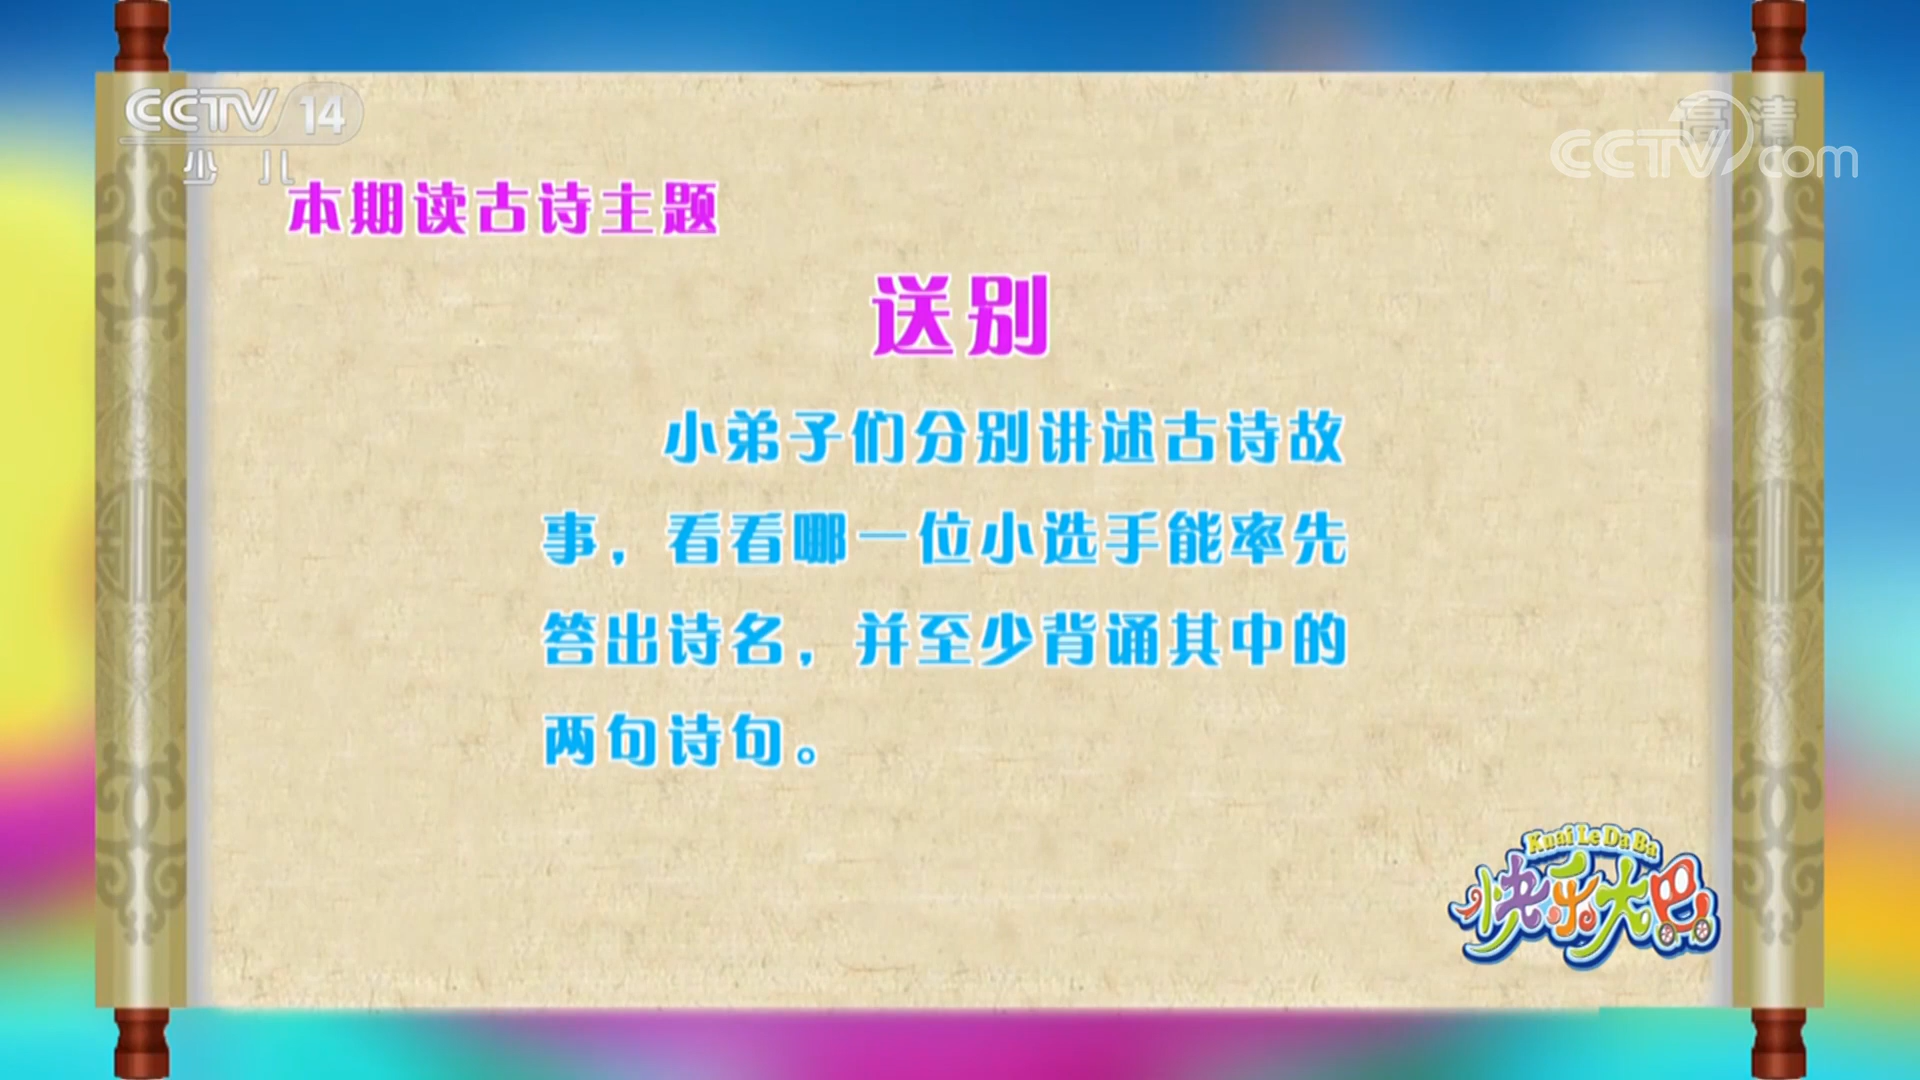 CCTV 14
少儿
高清
CCTV.com
本期读古诗主题
送别
小弟子们分别讲述古诗故
事，看看哪一位小选手能率先
答出诗名，并至少背诵其中的
两句诗句。
Kuai Le Da Ba
快乐大巴